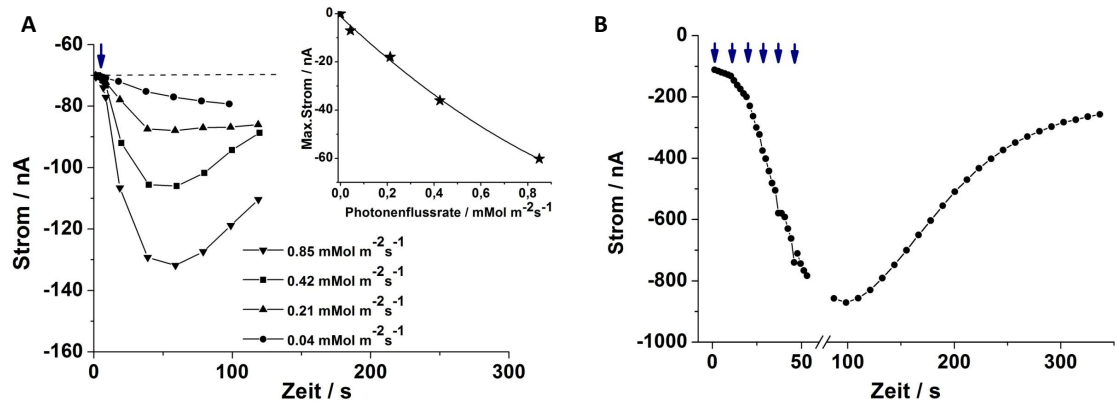 A
Strom / nA
-60
-80
-100
-120
-140
-160
0
100
200
300
Zeit / s
0.85 mMol m⁻²s⁻¹
0.42 mMol m⁻²s⁻¹
0.21 mMol m⁻²s⁻¹
0.04 mMol m⁻²s⁻¹
Max.Strom / nA
0
-20
-40
-60
0,0
0,2
0,4
0,6
0,8
Photonenflussrate / mMol m⁻²s⁻¹
B
Strom / nA
0
-200
-400
-600
-800
-1000
0
50
100
200
300
Zeit / s